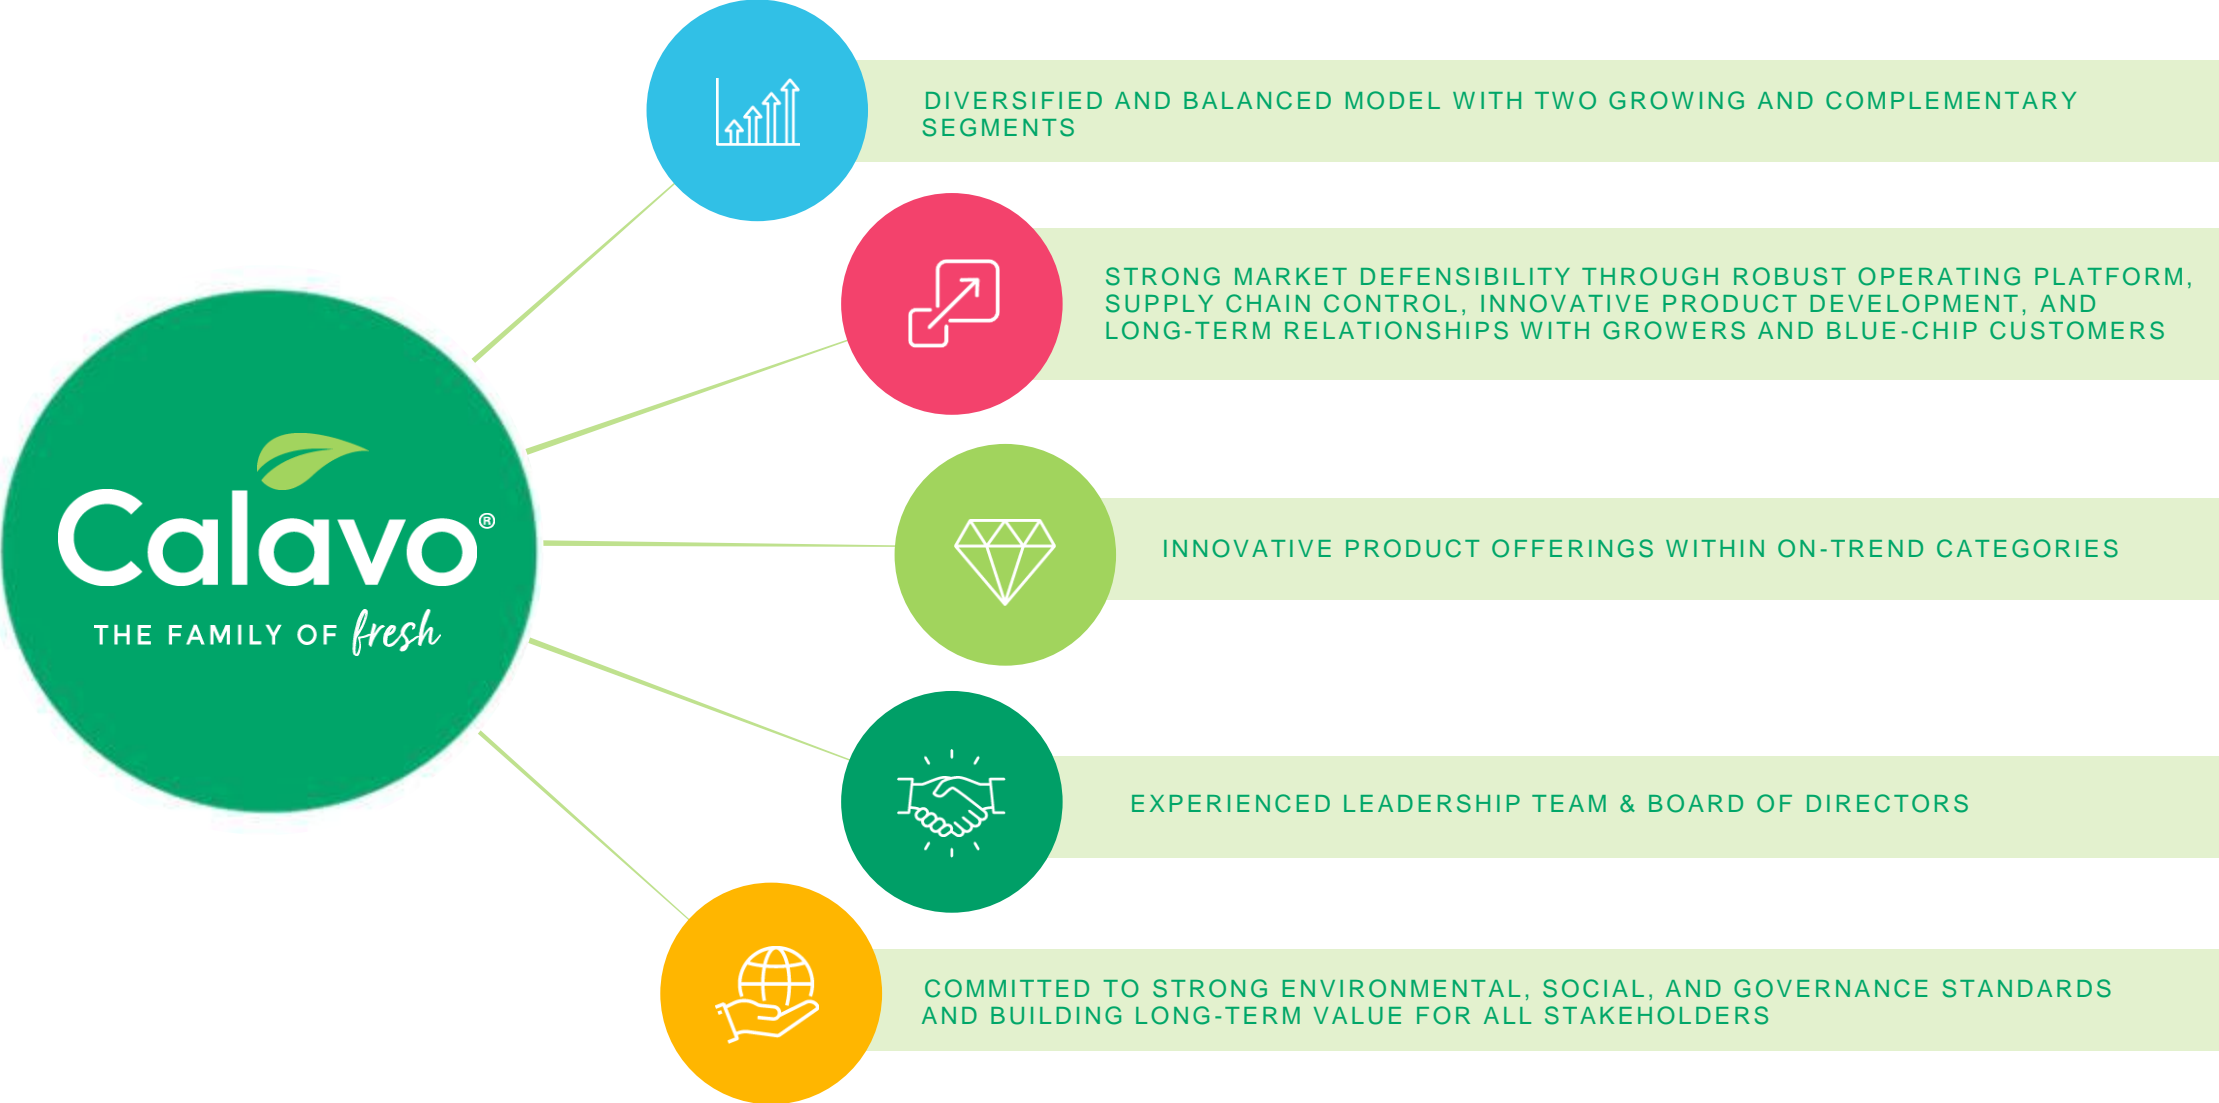 DIVERSIFIED AND BALANCED MODEL WITH TWO GROWING AND COMPLEMENTARY
SEGMENTS
STRONG MARKET DEFENSIBILITY THROUGH ROBUST OPERATING PLATFORM,
SUPPLY CHAIN CONTROL, INNOVATIVE PRODUCT DEVELOPMENT, AND
LONG-TERM RELATIONSHIPS WITH GROWERS AND BLUE-CHIP CUSTOMERS
Calavo®
THE FAMILY OF fresh
INNOVATIVE PRODUCT OFFERINGS WITHIN ON-TREND CATEGORIES
EXPERIENCED LEADERSHIP TEAM & BOARD OF DIRECTORS
COMMITTED TO STRONG ENVIRONMENTAL, SOCIAL, AND GOVERNANCE STANDARDS
AND BUILDING LONG-TERM VALUE FOR ALL STAKEHOLDERS